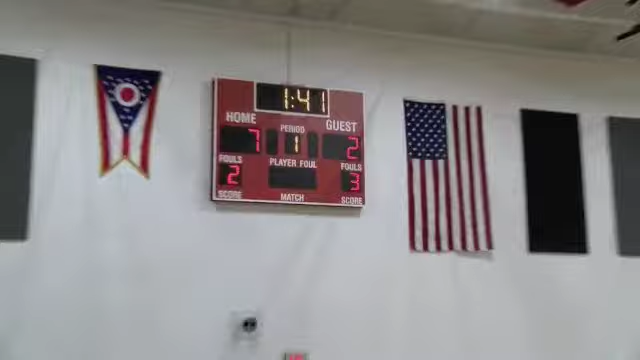 1:41
HOME PERIOD GUEST
7 1 2
FOULS PLAYER FOUL FOULS
2 3
SCORE MATCH SCORE